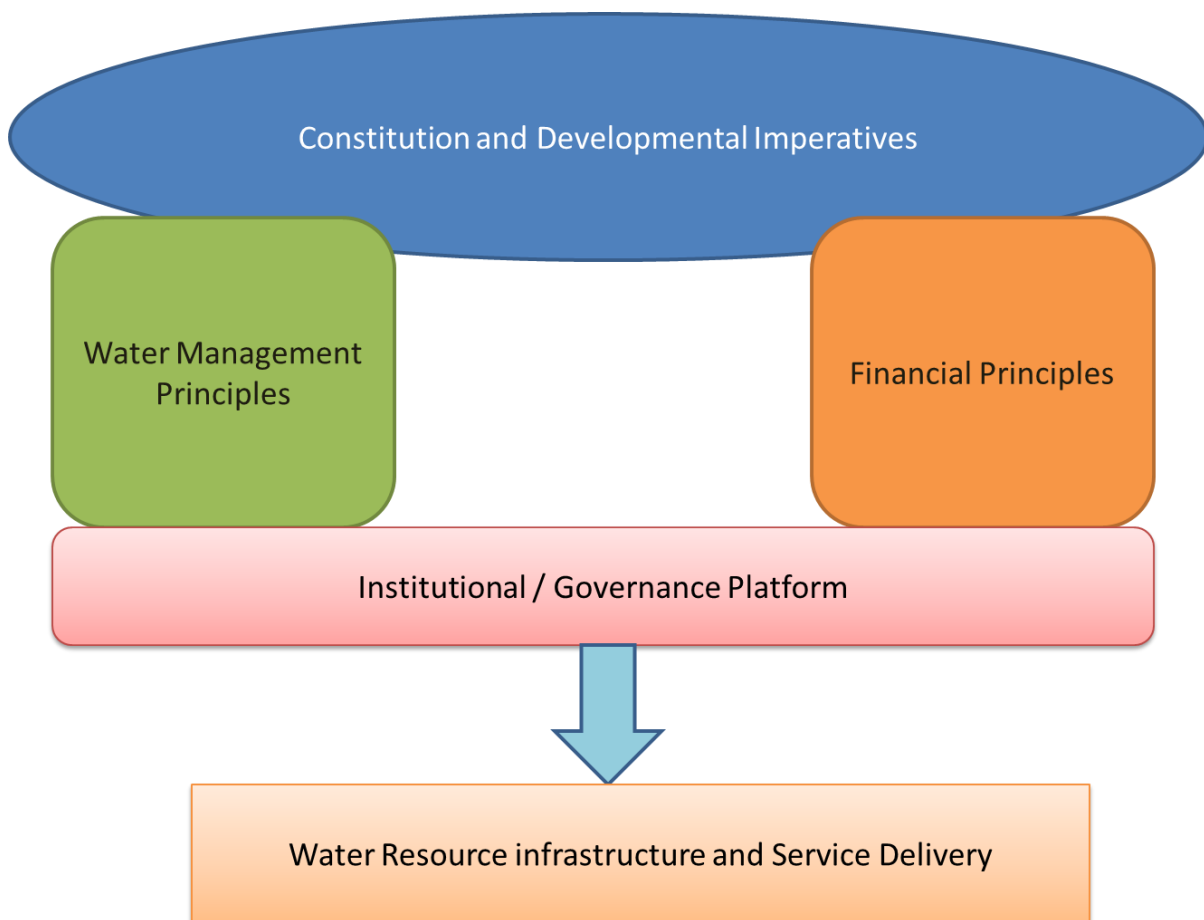 Constitution and Developmental Imperatives
Water Management
Principles
Financial Principles
Institutional / Governance Platform
Water Resource infrastructure and Service Delivery